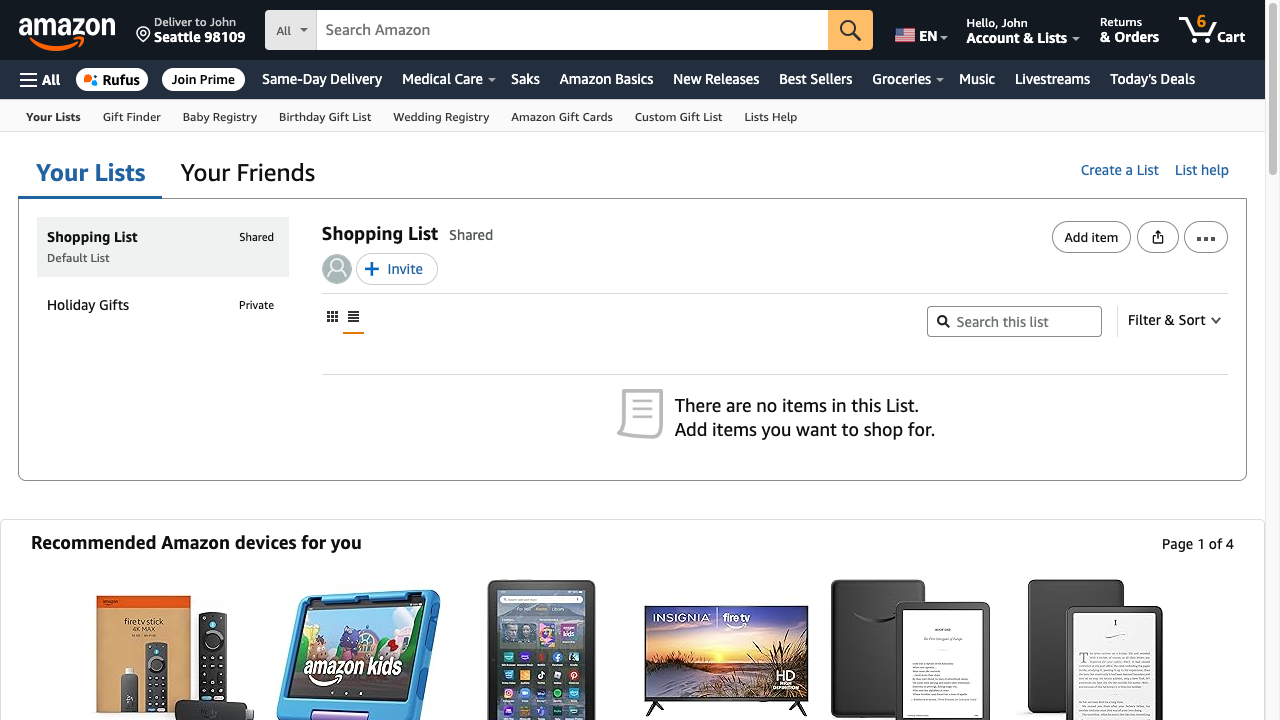 amazon
Deliver to John
Seattle 98109
All
Search Amazon
EN
Hello, John
Account & Lists
Returns
& Orders
6
Cart
All
Rufus
Join Prime
Same-Day Delivery
Medical Care
Saks
Amazon Basics
New Releases
Best Sellers
Groceries
Music
Livestreams
Today's Deals
Your Lists
Gift Finder
Baby Registry
Birthday Gift List
Wedding Registry
Amazon Gift Cards
Custom Gift List
Lists Help
Your Lists
Your Friends
Create a List
List help
Shopping List
Shared
Default List
Holiday Gifts
Private
Shopping List
Shared
Invite
Add item
Search this list
Filter & Sort
There are no items in this List.
Add items you want to shop for.
Recommended Amazon devices for you
Page 1 of 4
amazon
fire tv stick
4K MAX
amazon kids
INSIGNIA
fire tv
HD